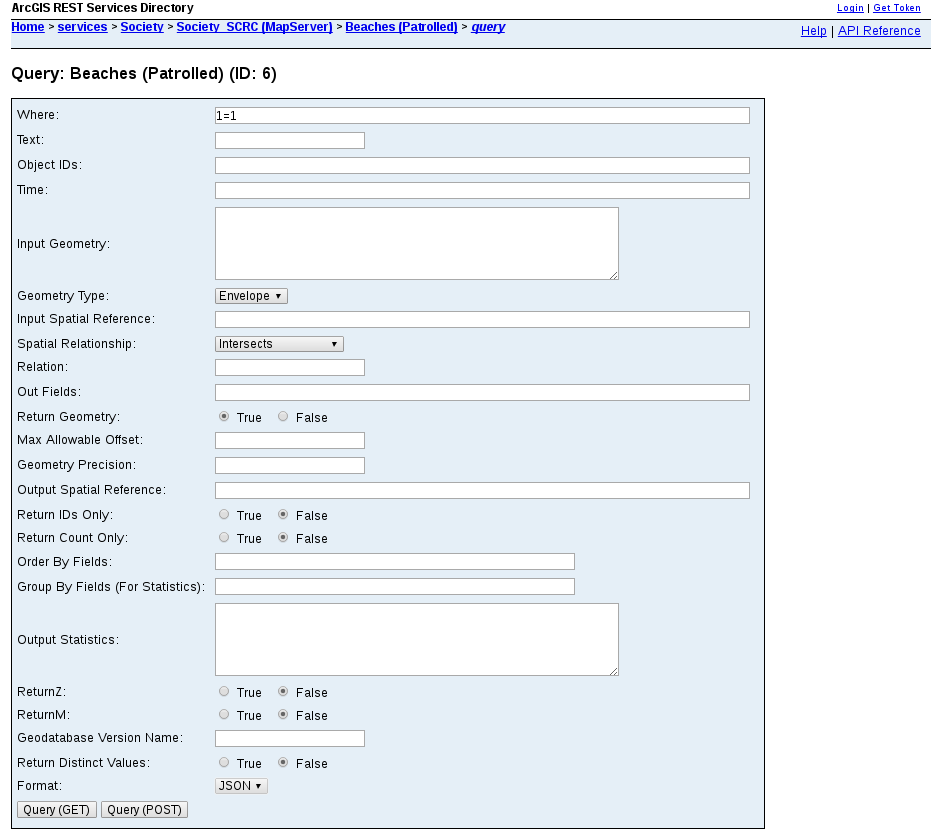 ArcGIS REST Services Directory
Login | Get Token
Home > services > Society > Society_SCRC (MapServer) > Beaches (Patrolled) > query
Help | API Reference
Query: Beaches (Patrolled) (ID: 6)
Where: 1=1
Text:
Object IDs:
Time:
Input Geometry:
Geometry Type: Envelope
Input Spatial Reference:
Spatial Relationship: Intersects
Relation:
Out Fields:
Return Geometry: True False
Max Allowable Offset:
Geometry Precision:
Output Spatial Reference:
Return IDs Only: True False
Return Count Only: True False
Order By Fields:
Group By Fields (For Statistics):
Output Statistics:
ReturnZ: True False
ReturnM: True False
Geodatabase Version Name:
Return Distinct Values: True False
Format: JSON
Query (GET) Query (POST)